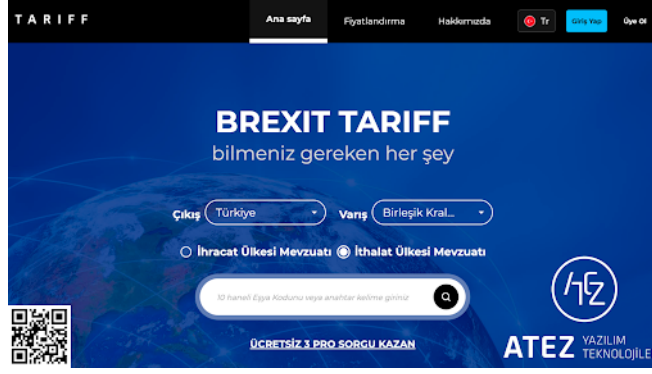 TARIFF
Ana sayfa
Fiyatlandırma
Hakkımızda
Tr
Giriş Yap
Üye Ol
BREXIT TARIFF
bilmeniz gereken her şey
Çıkış Türkiye Varış Birleşik Kral...
İhracat Ülkesi Mevzuatı İthalat Ülkesi Mevzuatı
10 haneli Eşya Kodunu veya anahtar kelime giriniz
ÜCRETSİZ 3 PRO SORGU KAZAN
ATEZ
YAZILIM
TEKNOLOJİLE